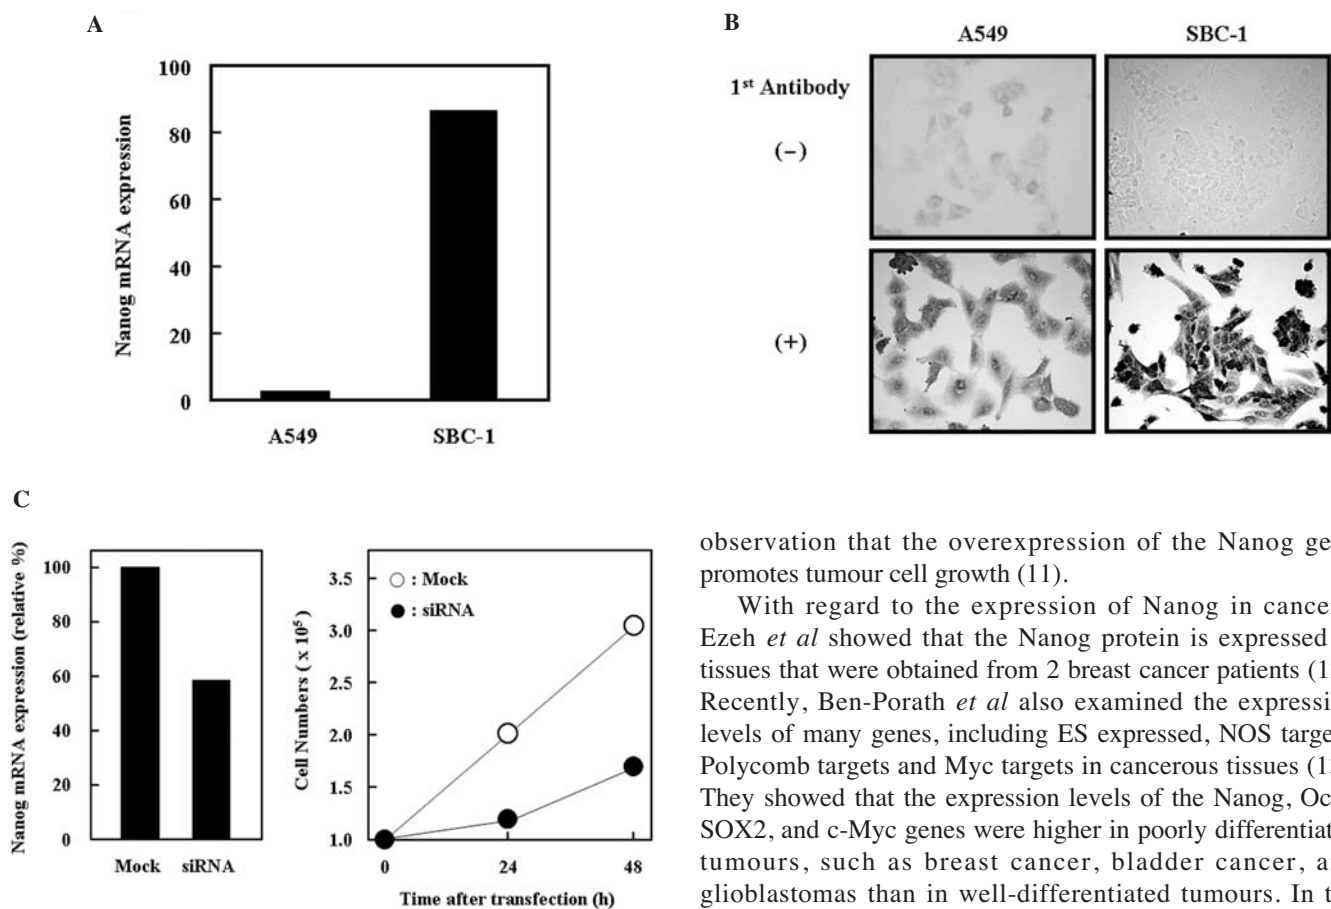 A
100
80
60
40
20
0
Nanog mRNA expression
A549
SBC-1
B
A549
SBC-1
1st Antibody
(–)
(+)
C
Nanog mRNA expression (relative %)
100
80
60
40
20
0
Mock
siRNA
Cell Numbers ( x 10⁵)
3.5
3.0
2.5
2.0
1.5
1.0
: Mock
: siRNA
0
24
48
Time after transfection (h)
observation that the overexpression of the Nanog ge
promotes tumour cell growth (11).
With regard to the expression of Nanog in cance
Ezeh et al showed that the Nanog protein is expressed
tissues that were obtained from 2 breast cancer patients (1
Recently, Ben-Porath et al also examined the expressi
levels of many genes, including ES expressed, NOS targe
Polycomb targets and Myc targets in cancerous tissues (1
They showed that the expression levels of the Nanog, Oc
SOX2, and c-Myc genes were higher in poorly differentiat
tumours, such as breast cancer, bladder cancer, a
glioblastomas than in well-differentiated tumours. In t